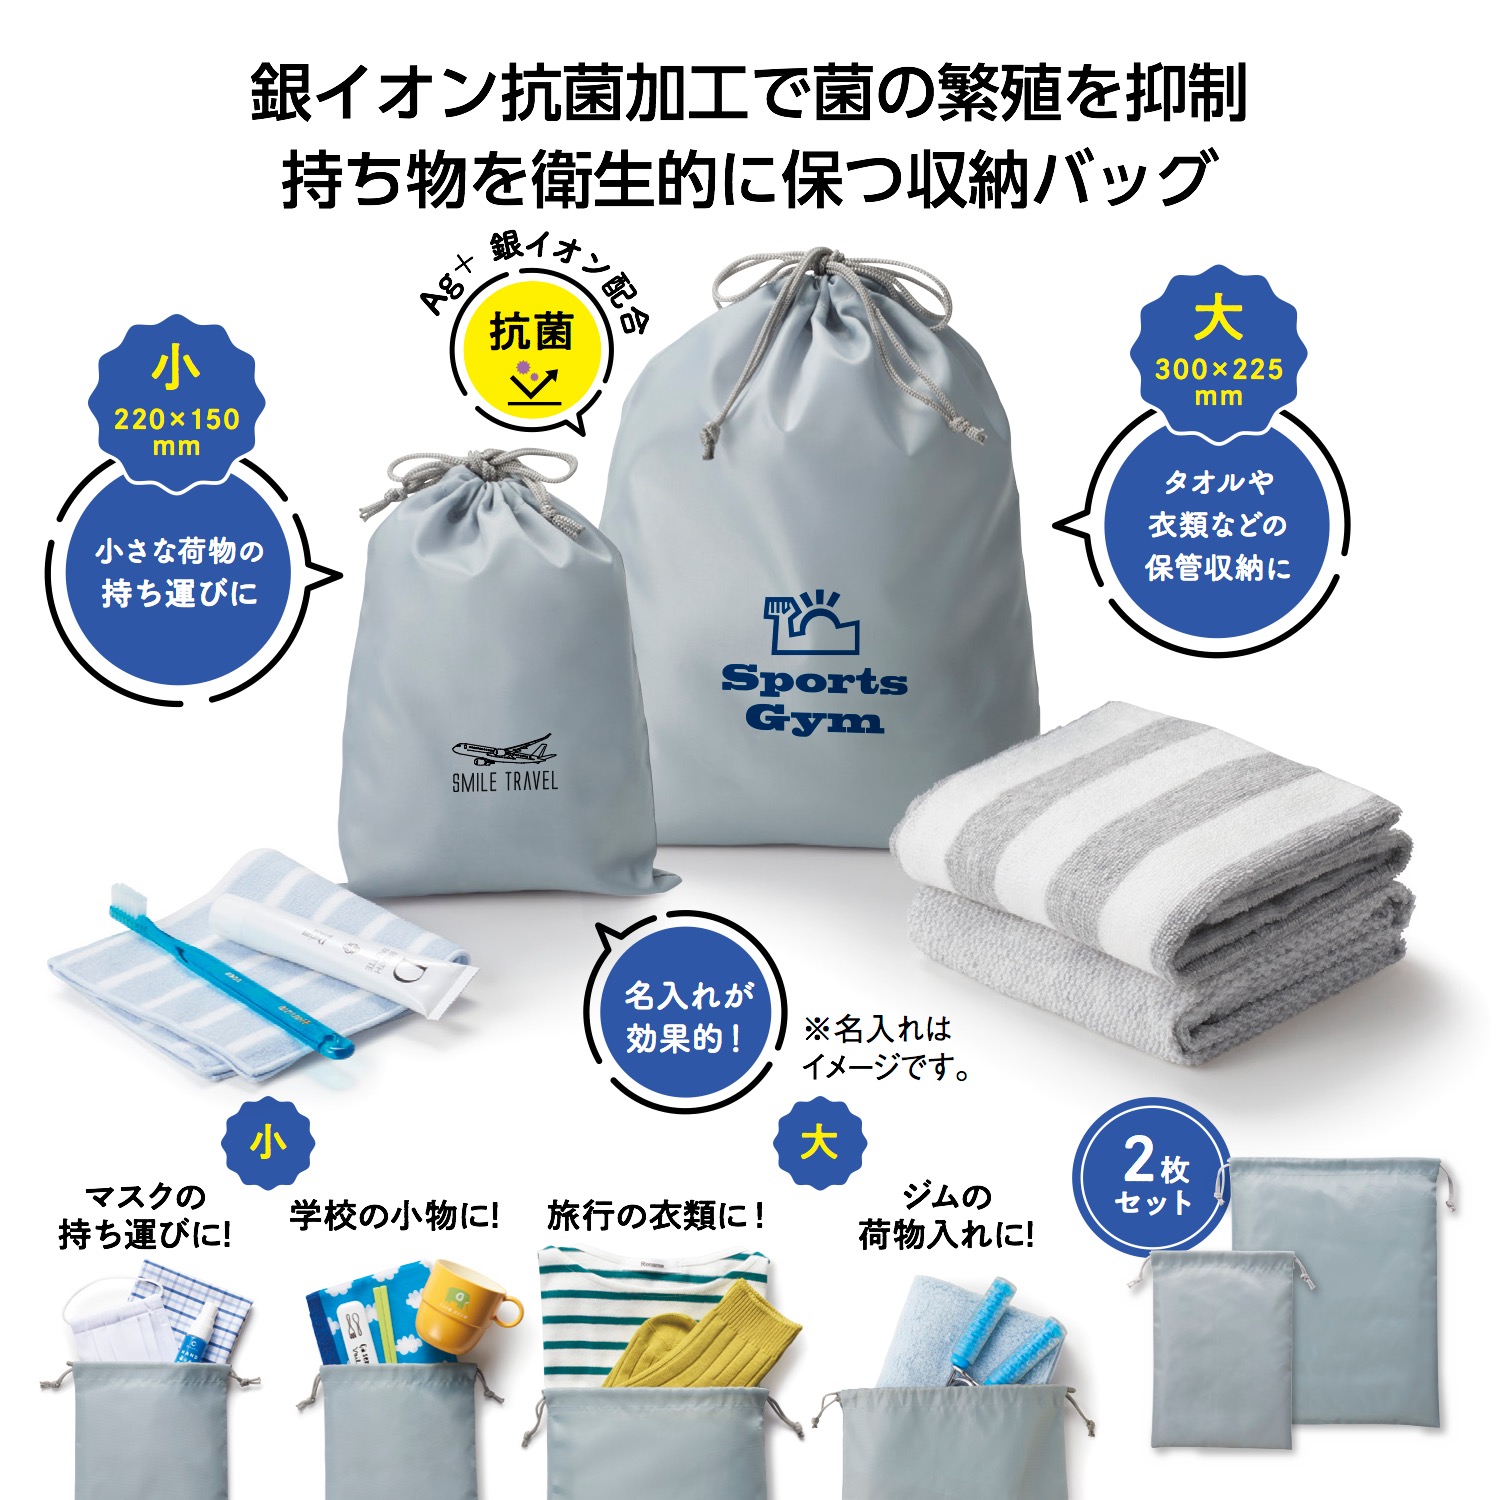 銀イオン抗菌加工で菌の繁殖を抑制
持ち物を衛生的に保つ収納バッグ
Ag+ 銀イオン配合
抗菌
小
220×150
mm
小さな荷物の
持ち運びに
大
300×225
mm
タオルや
衣類などの
保管収納に
Sports
Gym
SMILE TRAVEL
名入れが
効果的！
※名入れは
イメージです。
小
マスクの
持ち運びに!
学校の小物に!
大
旅行の衣類に！
ジムの
荷物入れに!
2枚
セット